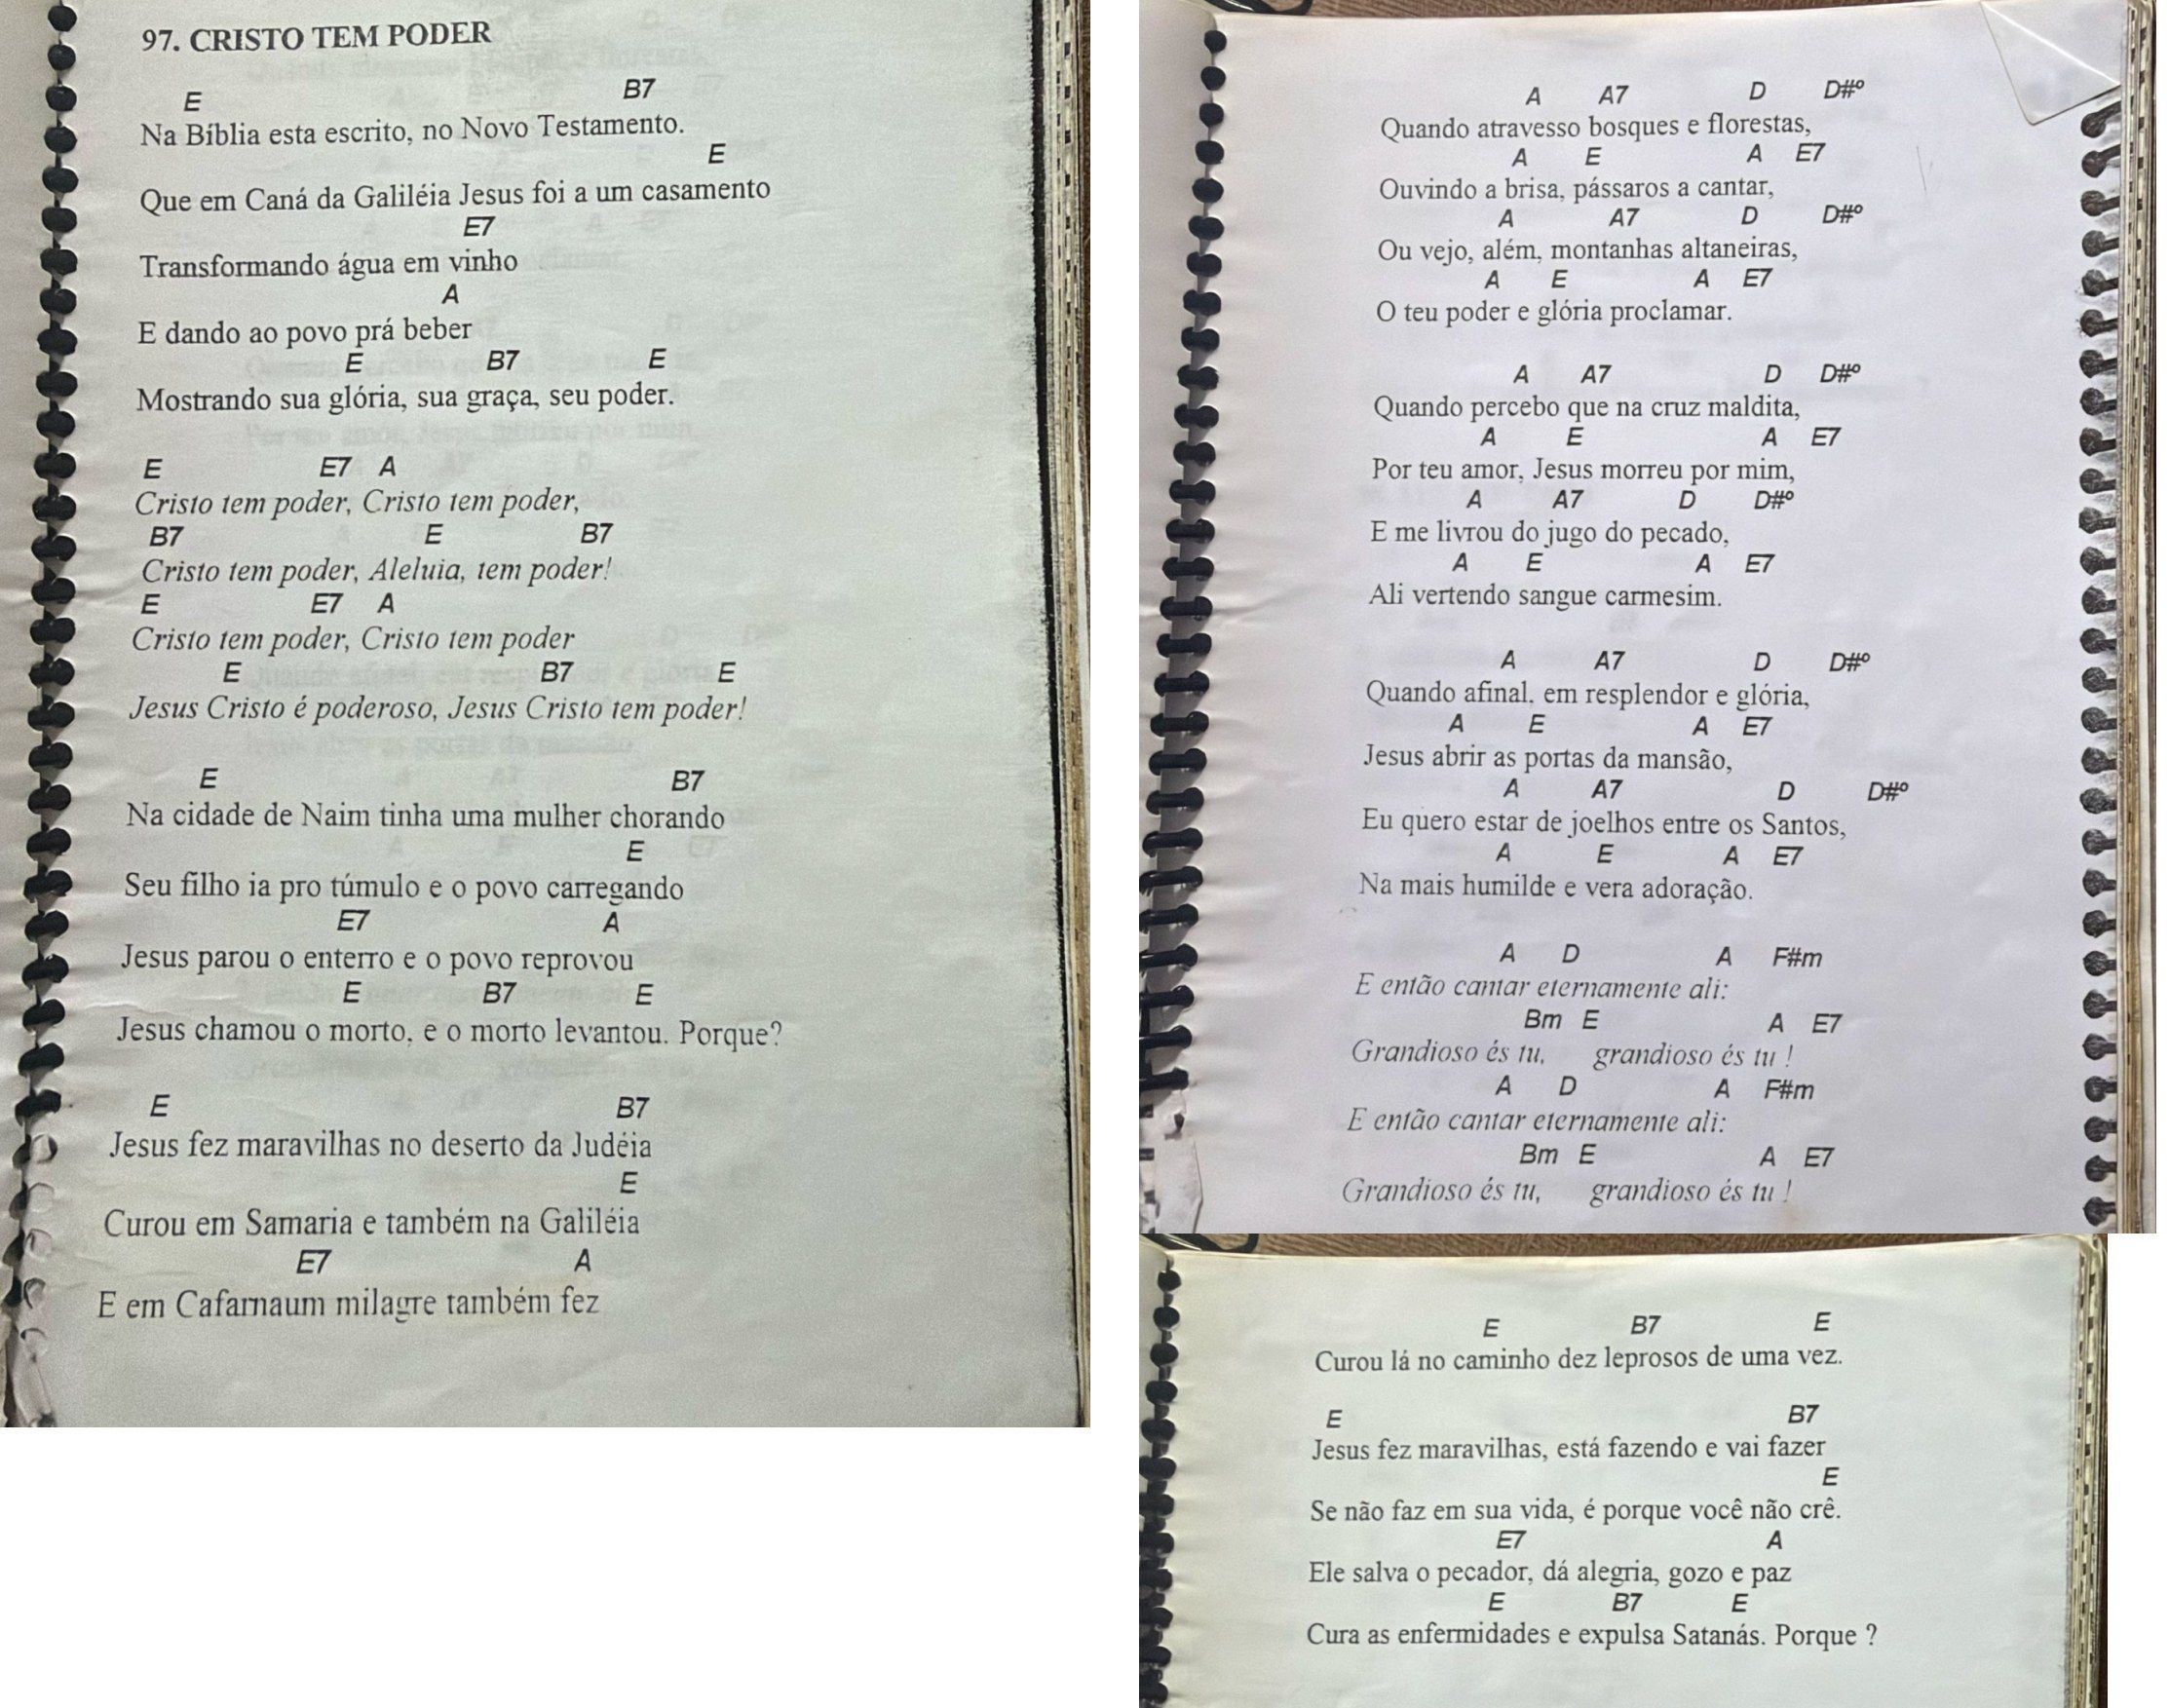 97. CRISTO TEM PODER
E B7
Na Bíblia esta escrito, no Novo Testamento.
E
Que em Caná da Galiléia Jesus foi a um casamento
E7
Transformando água em vinho
A
E dando ao povo prá beber
E B7 E
Mostrando sua glória, sua graça, seu poder.
E E7 A
Cristo tem poder, Cristo tem poder,
B7 E B7
Cristo tem poder, Aleluia, tem poder!
E E7 A
Cristo tem poder, Cristo tem poder
E B7 E
Jesus Cristo é poderoso, Jesus Cristo tem poder!
E B7
Na cidade de Naim tinha uma mulher chorando
E
Seu filho ia pro túmulo e o povo carregando
E7 A
Jesus parou o enterro e o povo reprovou
E B7 E
Jesus chamou o morto, e o morto levantou. Porque?
E B7
Jesus fez maravilhas no deserto da Judéia
E
Curou em Samaria e também na Galiléia
E7 A
E em Cafarnaum milagre também fez
A A7 D D#º
Quando atravesso bosques e florestas,
A E A E7
Ouvindo a brisa, pássaros a cantar,
A A7 D D#º
Ou vejo, além, montanhas altaneiras,
A E A E7
O teu poder e glória proclamar.
A A7 D D#º
Quando percebo que na cruz maldita,
A E A E7
Por teu amor, Jesus morreu por mim,
A A7 D D#º
E me livrou do jugo do pecado,
A E A E7
Ali vertendo sangue carmesim.
A A7 D D#º
Quando afinal, em resplendor e glória,
A E A E7
Jesus abrir as portas da mansão,
A A7 D D#º
Eu quero estar de joelhos entre os Santos,
A E A E7
Na mais humilde e vera adoração.
A D A F#m
E então cantar eternamente ali:
Bm E A E7
Grandioso és tu, grandioso és tu !
A D A F#m
E então cantar eternamente ali:
Bm E A E7
Grandioso és tu, grandioso és tu !
E B7 E
Curou lá no caminho dez leprosos de uma vez.
E B7
Jesus fez maravilhas, está fazendo e vai fazer
E
Se não faz em sua vida, é porque você não crê.
E7 A
Ele salva o pecador, dá alegria, gozo e paz
E B7 E
Cura as enfermidades e expulsa Satanás. Porque ?